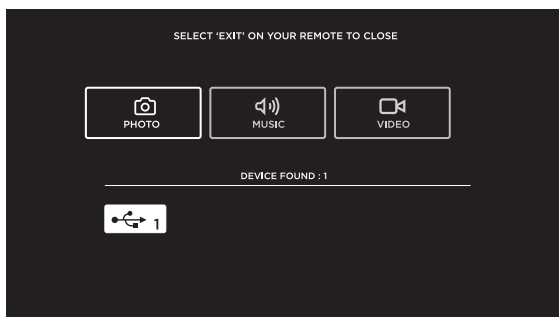 SELECT 'EXIT' ON YOUR REMOTE TO CLOSE
PHOTO
MUSIC
VIDEO
DEVICE FOUND : 1
1